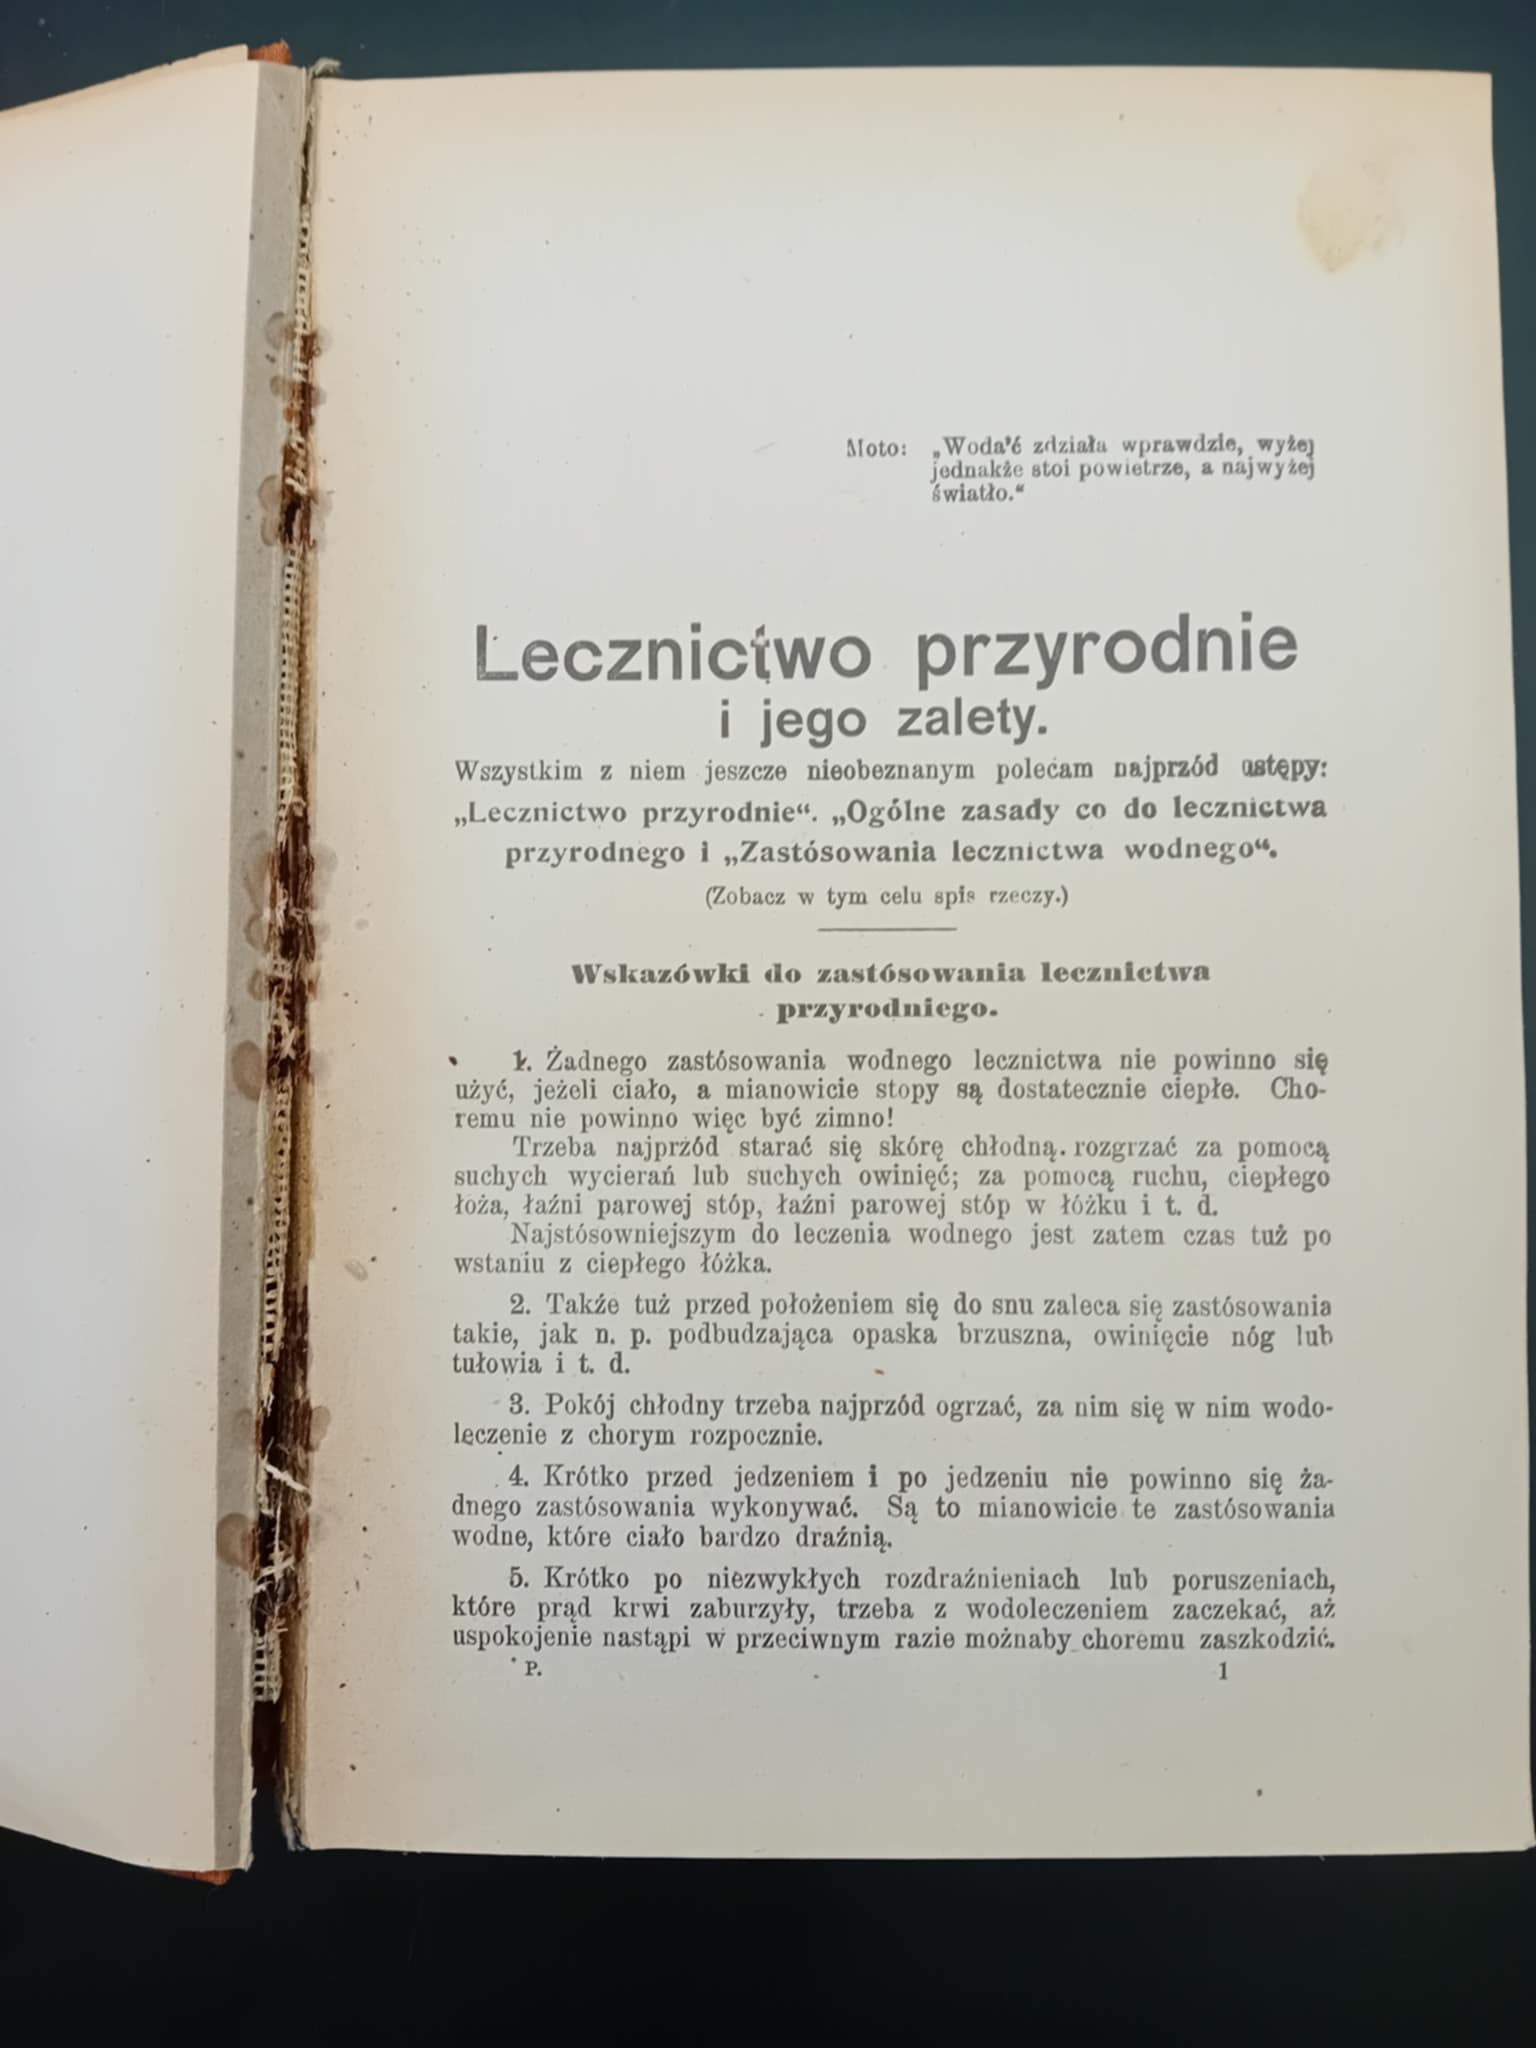 Moto: „Woda'ć zdziała wprawdzie, wyżej
jednakże stoi powietrze, a najwyżej
światło.“
Lecznictwo przyrodnie
i jego zalety.
Wszystkim z niem jeszcze nieobeznanym polecam najprzód ustępy:
„Lecznictwo przyrodnie“. „Ogólne zasady co do lecznictwa
przyrodnego i „Zastósowania lecznictwa wodnego“.
(Zobacz w tym celu spis rzeczy.)
Wskazówki do zastósowania lecznictwa
przyrodniego.
1. Żadnego zastósowania wodnego lecznictwa nie powinno się
użyć, jeżeli ciało, a mianowicie stopy są dostatecznie ciepłe. Cho-
remu nie powinno więc być zimno!
Trzeba najprzód starać się skórę chłodną rozgrzać za pomocą
suchych wycierań lub suchych owinięć; za pomocą ruchu, ciepłego
łoża, łaźni parowej stóp, łaźni parowej stóp w łóżku i t. d.
Najstósowniejszym do leczenia wodnego jest zatem czas tuż po
wstaniu z ciepłego łóżka.
2. Także tuż przed położeniem się do snu zaleca się zastósowania
takie, jak n. p. podbudzająca opaska brzuszna, owinięcie nóg lub
tułowia i t. d.
3. Pokój chłodny trzeba najprzód ogrzać, za nim się w nim wodo-
leczenie z chorym rozpocznie.
4. Krótko przed jedzeniem i po jedzeniu nie powinno się ża-
dnego zastósowania wykonywać. Są to mianowicie te zastósowania
wodne, które ciało bardzo draźnią.
5. Krótko po niezwykłych rozdraźnieniach lub poruszeniach,
które prąd krwi zaburzyły, trzeba z wodoleczeniem zaczekać, aż
uspokojenie nastąpi w przeciwnym razie możnaby choremu zaszkodzić.
P. 1